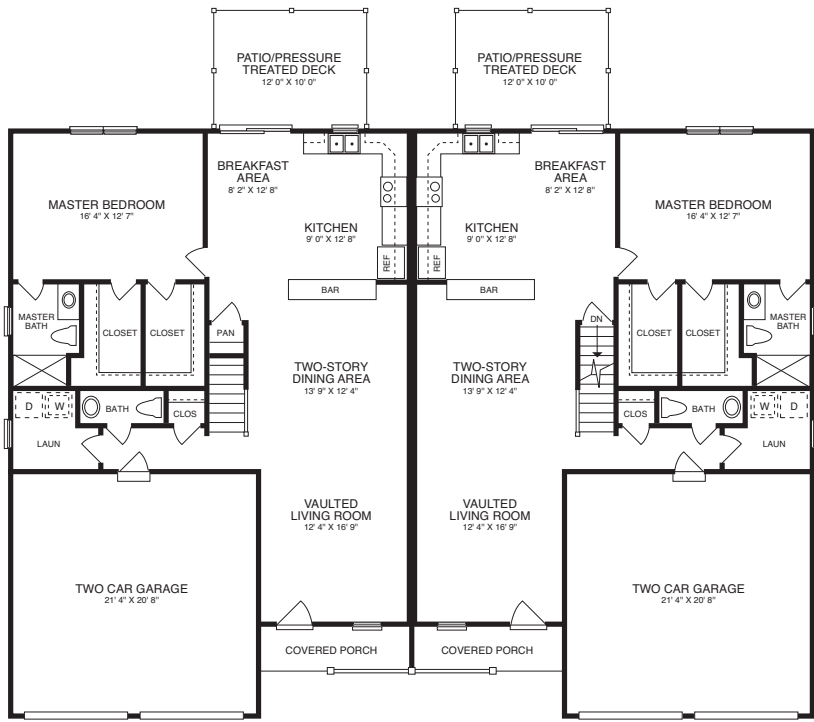 PATIO/PRESSURE
TREATED DECK
12' 0" X 10' 0"
PATIO/PRESSURE
TREATED DECK
12' 0" X 10' 0"
MASTER BEDROOM
16' 4" X 12' 7"
BREAKFAST
AREA
8' 2" X 12' 8"
KITCHEN
9' 0" X 12' 8"
REF
BAR
BREAKFAST
AREA
8' 2" X 12' 8"
KITCHEN
9' 0" X 12' 8"
REF
BAR
MASTER BEDROOM
16' 4" X 12' 7"
MASTER
BATH
CLOSET
CLOSET
PAN
DN
CLOSET
CLOSET
MASTER
BATH
TWO-STORY
DINING AREA
13' 9" X 12' 4"
TWO-STORY
DINING AREA
13' 9" X 12' 4"
D
W
BATH
CLOS
LAUN
CLOS
BATH
W
D
LAUN
VAULTED
LIVING ROOM
12' 4" X 16' 9"
VAULTED
LIVING ROOM
12' 4" X 16' 9"
TWO CAR GARAGE
21' 4" X 20' 8"
TWO CAR GARAGE
21' 4" X 20' 8"
COVERED PORCH
COVERED PORCH